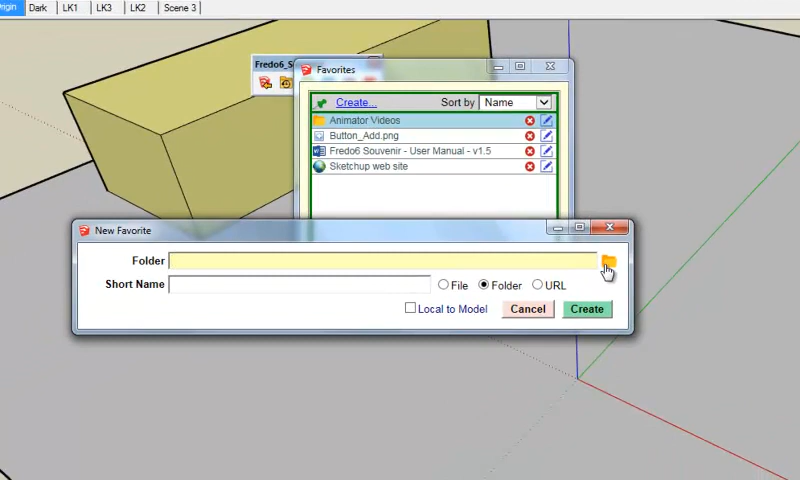 rigin Dark LK1 LK3 LK2 Scene 3
Fredo6_S
Favorites
Create... Sort by Name
Animator Videos
Button_Add.png
Fredo6 Souvenir - User Manual - v1.5
Sketchup web site
New Favorite
Folder
Short Name File Folder URL
Local to Model Cancel Create